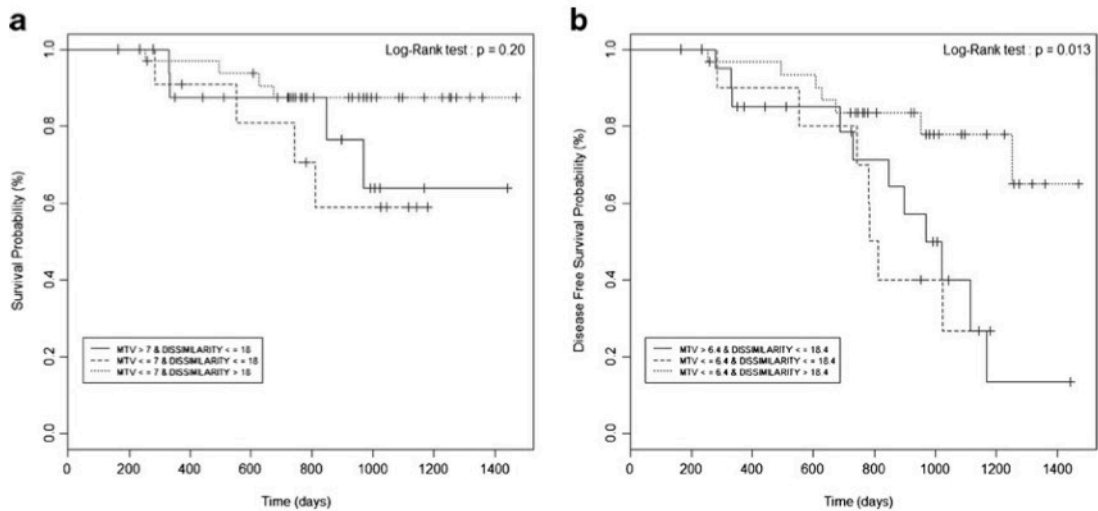 a
Log-Rank test : p = 0.20
Survival Probability (%)
1.0
0.8
0.6
0.4
0.2
0.0
MTV > 7 & DISSIMILARITY < = 18
MTV < = 7 & DISSIMILARITY < = 18
MTV < = 7 & DISSIMILARITY > 18
0 200 400 600 800 1000 1200 1400
Time (days)
b
Log-Rank test : p = 0.013
Disease Free Survival Probability (%)
1.0
0.8
0.6
0.4
0.2
0.0
MTV > 6.4 & DISSIMILARITY < = 18.4
MTV < = 6.4 & DISSIMILARITY < = 18.4
MTV < = 6.4 & DISSIMILARITY > 18.4
0 200 400 600 800 1000 1200 1400
Time (days)